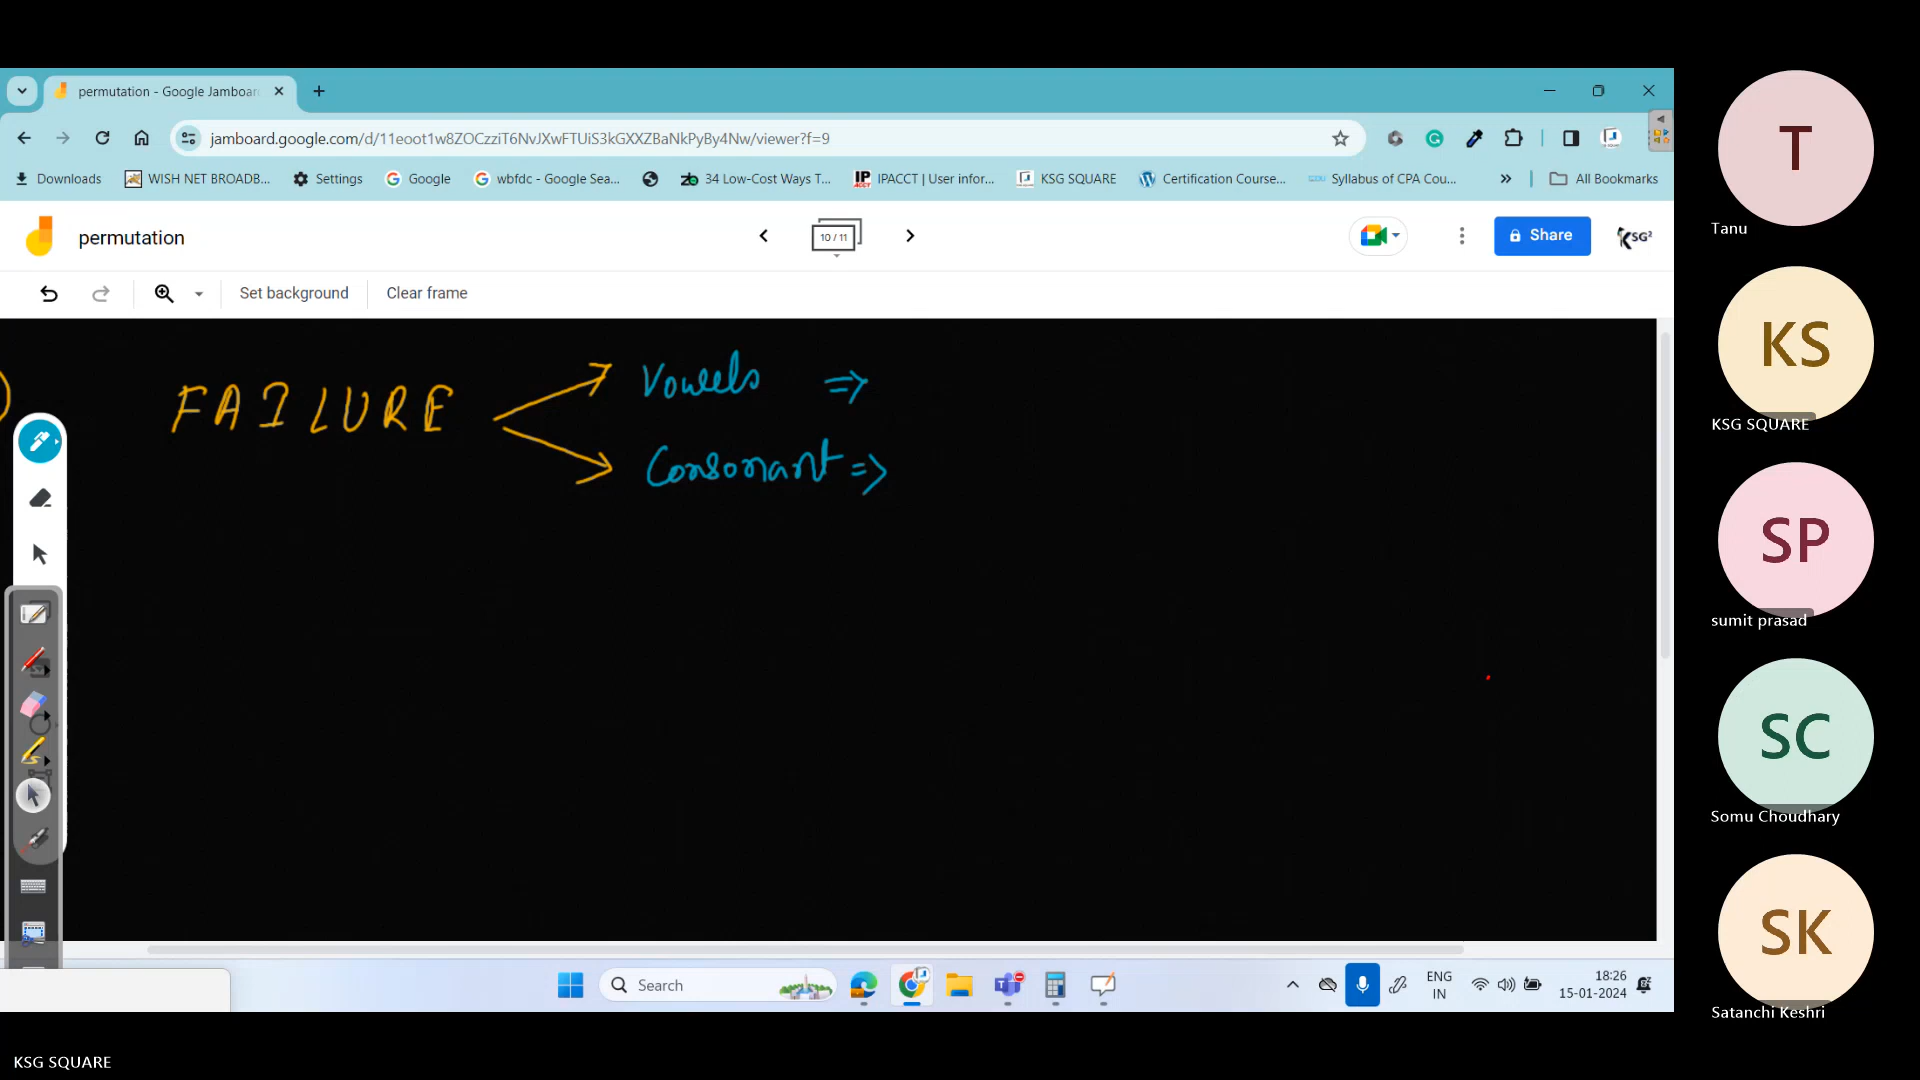 permutation - Google Jamboar
jamboard.google.com/d/11eoot1w8ZOCzziT6NvJXwFTUiS3kGXXZBaNkPyBy4Nw/viewer?f=9
Downloads WISH NET BROADB... Settings Google wbfdc - Google Sea... 34 Low-Cost Ways T... IPACCT | User infor... KSG SQUARE Certification Course... Syllabus of CPA Cou... » All Bookmarks
permutation 10 / 11 Share KSG²
Set background Clear frame
FAILURE
Vowels ⇒
Consonant ⇒
Search
ENG
IN
18:26
15-01-2024
T
Tanu
KS
KSG SQUARE
SP
sumit prasad
SC
Somu Choudhary
SK
Satanchi Keshri
KSG SQUARE